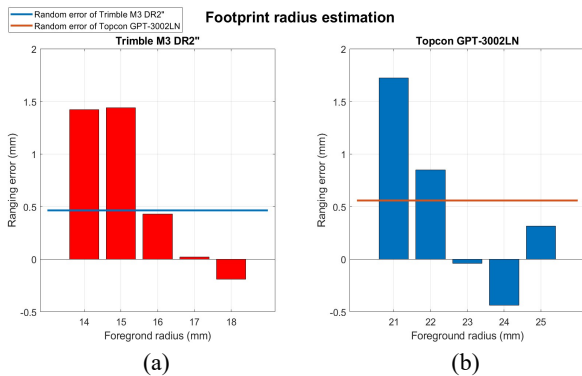 Footprint radius estimation
Random error of Trimble M3 DR2"
Random error of Topcon GPT-3002LN
Trimble M3 DR2"
2
1.5
1
0.5
0
-0.5
Ranging error (mm)
14 15 16 17 18
Foregrond radius (mm)
(a)
Topcon GPT-3002LN
2
1.5
1
0.5
0
-0.5
Ranging error (mm)
21 22 23 24 25
Foregrond radius (mm)
(b)